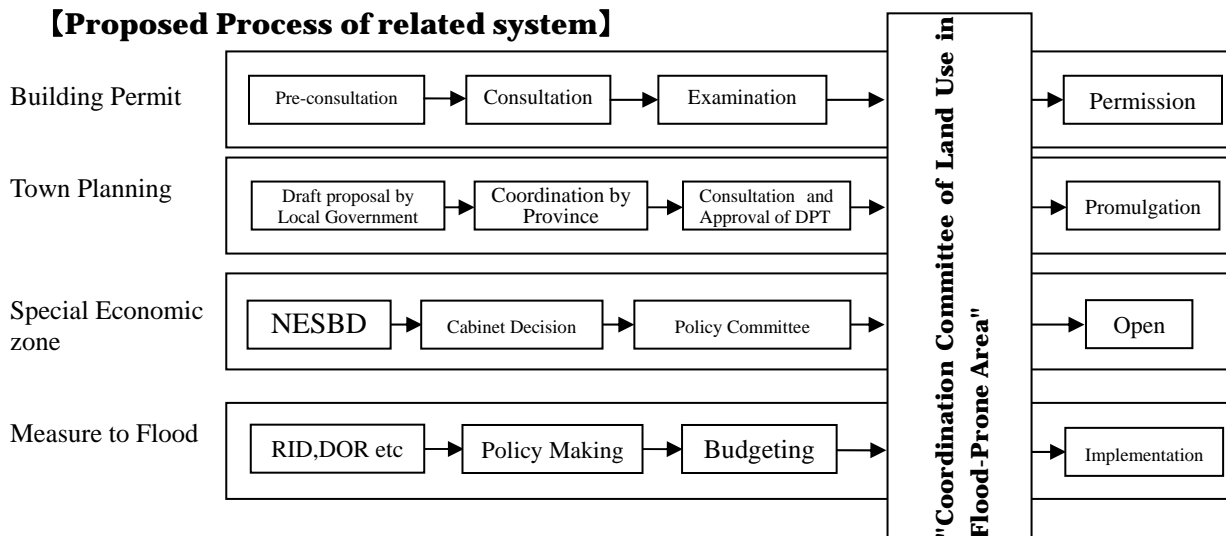 【Proposed Process of related system】
Building Permit
Pre-consultation
Consultation
Examination
Permission
Town Planning
Draft proposal by
Local Government
Coordination by
Province
Consultation and
Approval of DPT
Promulgation
Special Economic
zone
NESBD
Cabinet Decision
Policy Committee
Open
Measure to Flood
RID,DOR etc
Policy Making
Budgeting
Implementation
"Coordination Committee of Land Use in
Flood-Prone Area"